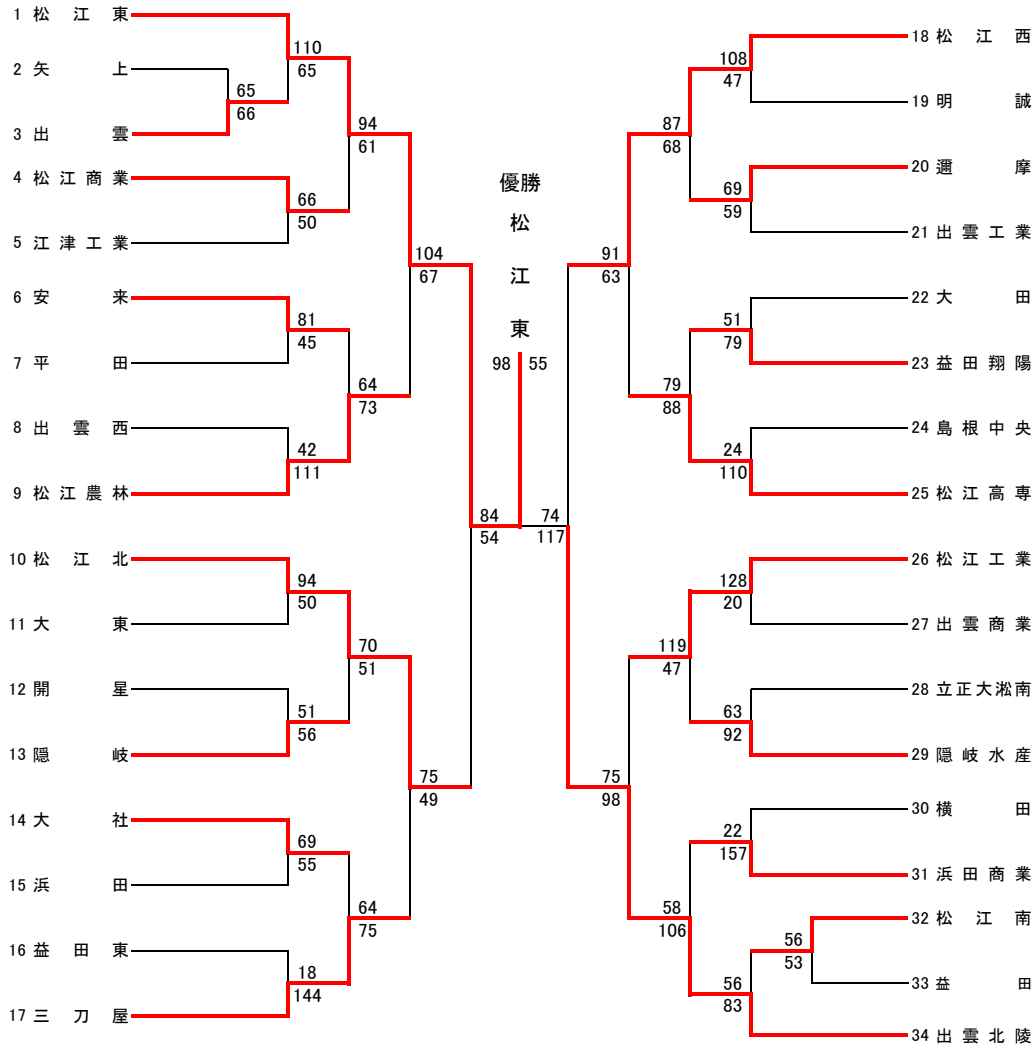 1 松江東
2 矢上
3 出雲
4 松江商業
5 江津工業
6 安来
7 平田
8 出雲西
9 松江農林
10 松江北
11 大東
12 開星
13 隠岐
14 大社
15 浜田
16 益田東
17 三刀屋
65
66
110
65
66
50
81
45
42
111
94
50
51
56
69
55
18
144
94
61
64
73
70
51
64
75
104
67
75
49
84
54
優勝
松
江
東
98 55
74
117
91
63
75
98
87
68
79
88
119
47
58
106
108
47
69
59
51
79
24
110
128
20
63
92
22
157
56
83
56
53
18 松江西
19 明誠
20 邇摩
21 出雲工業
22 大田
23 益田翔陽
24 島根中央
25 松江高専
26 松江工業
27 出雲商業
28 立正大淞南
29 隠岐水産
30 横田
31 浜田商業
32 松江南
33 益田
34 出雲北陵